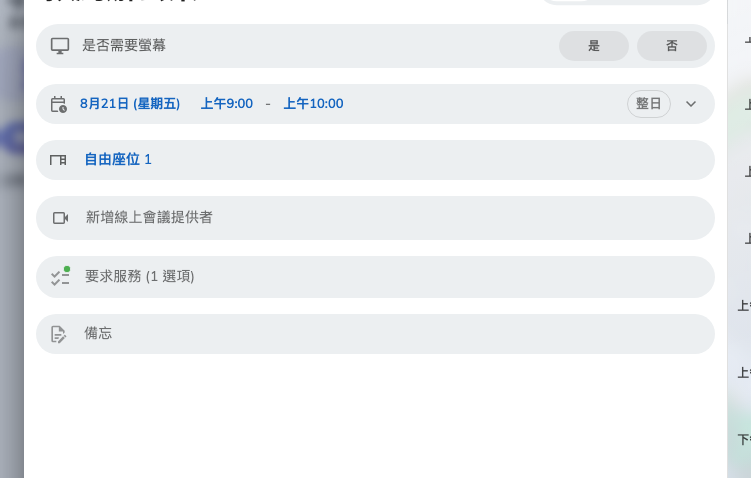 是否需要螢幕 是 否
8月21日 (星期五) 上午9:00 - 上午10:00 整日
自由座位 1
新增線上會議提供者
要求服務 (1 選項)
備忘